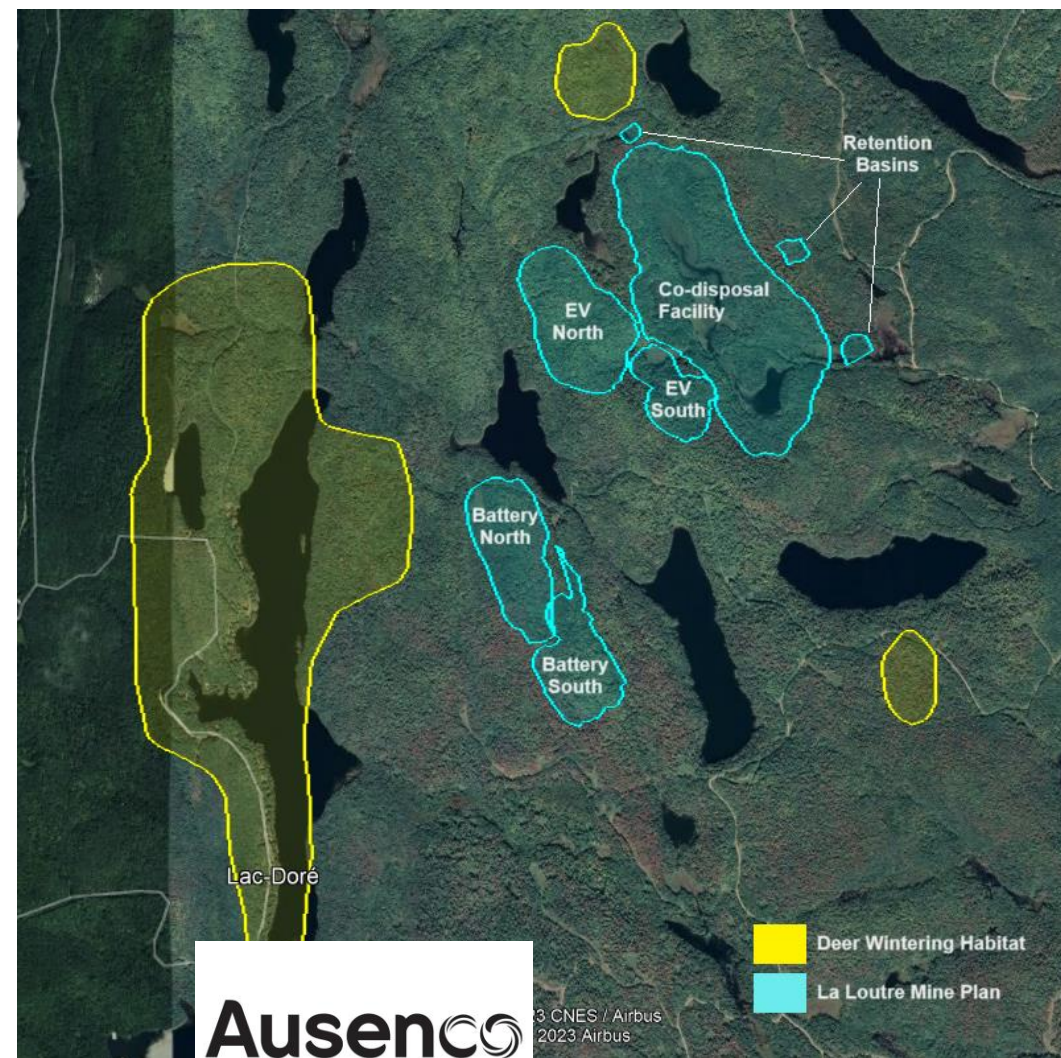 Retention
Basins
Co-disposal
Facility
EV
North
EV
South
Battery
North
Battery
South
Lac-Doré
Deer Wintering Habitat
La Loutre Mine Plan
3 CNES / Airbus
2023 Airbus
Ausenco